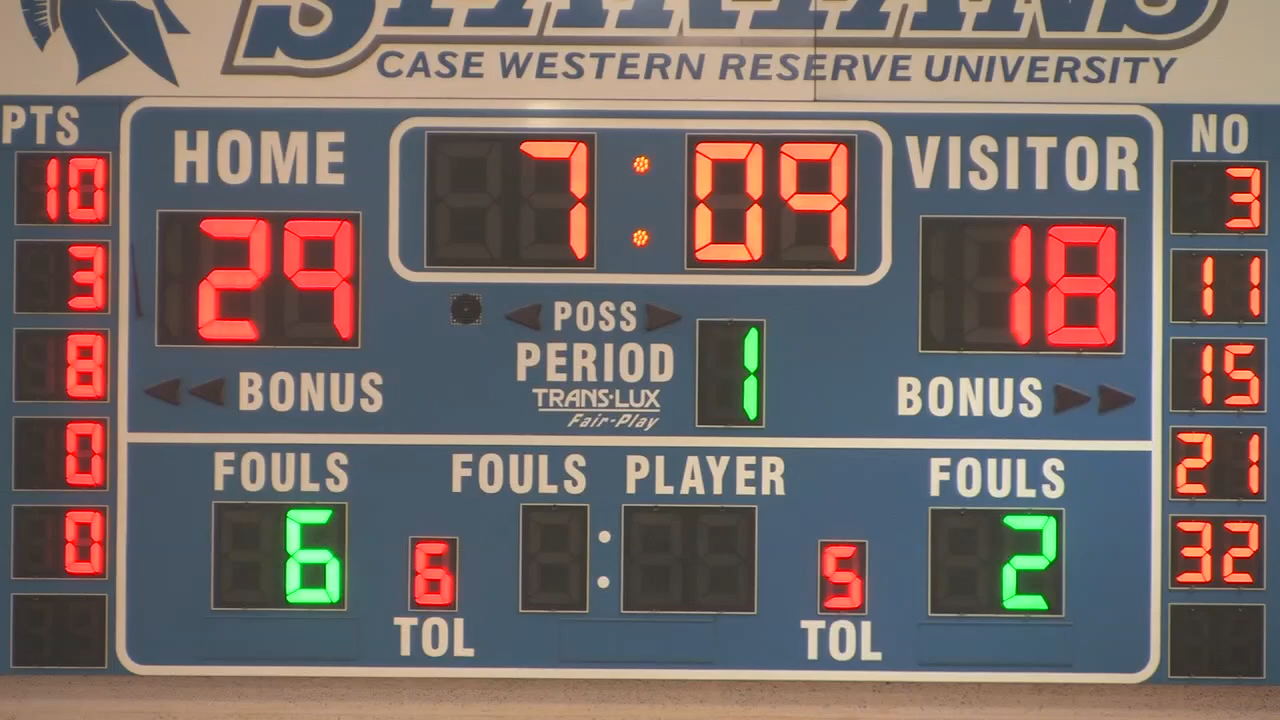 SPARTANS
CASE WESTERN RESERVE UNIVERSITY
PTS
HOME
7:09
VISITOR
NO
10
29
18
3
3
11
POSS
PERIOD
1
8
BONUS
TRANS-LUX
Fair-Play
BONUS
15
0
21
FOULS
FOULS
PLAYER
FOULS
0
6
6
:
5
2
32
TOL
TOL